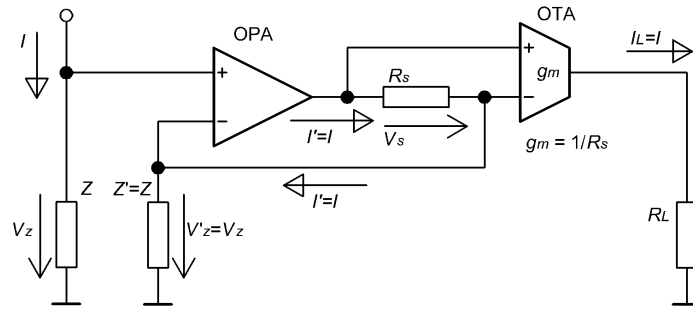 OPA
OTA
I
I_L=I
+
+
R_s
g_m
−
−
I'=I
V_s
g_m = 1/R_s
I'=I
Z
Z'=Z
V_z
V'_z=V_z
R_L